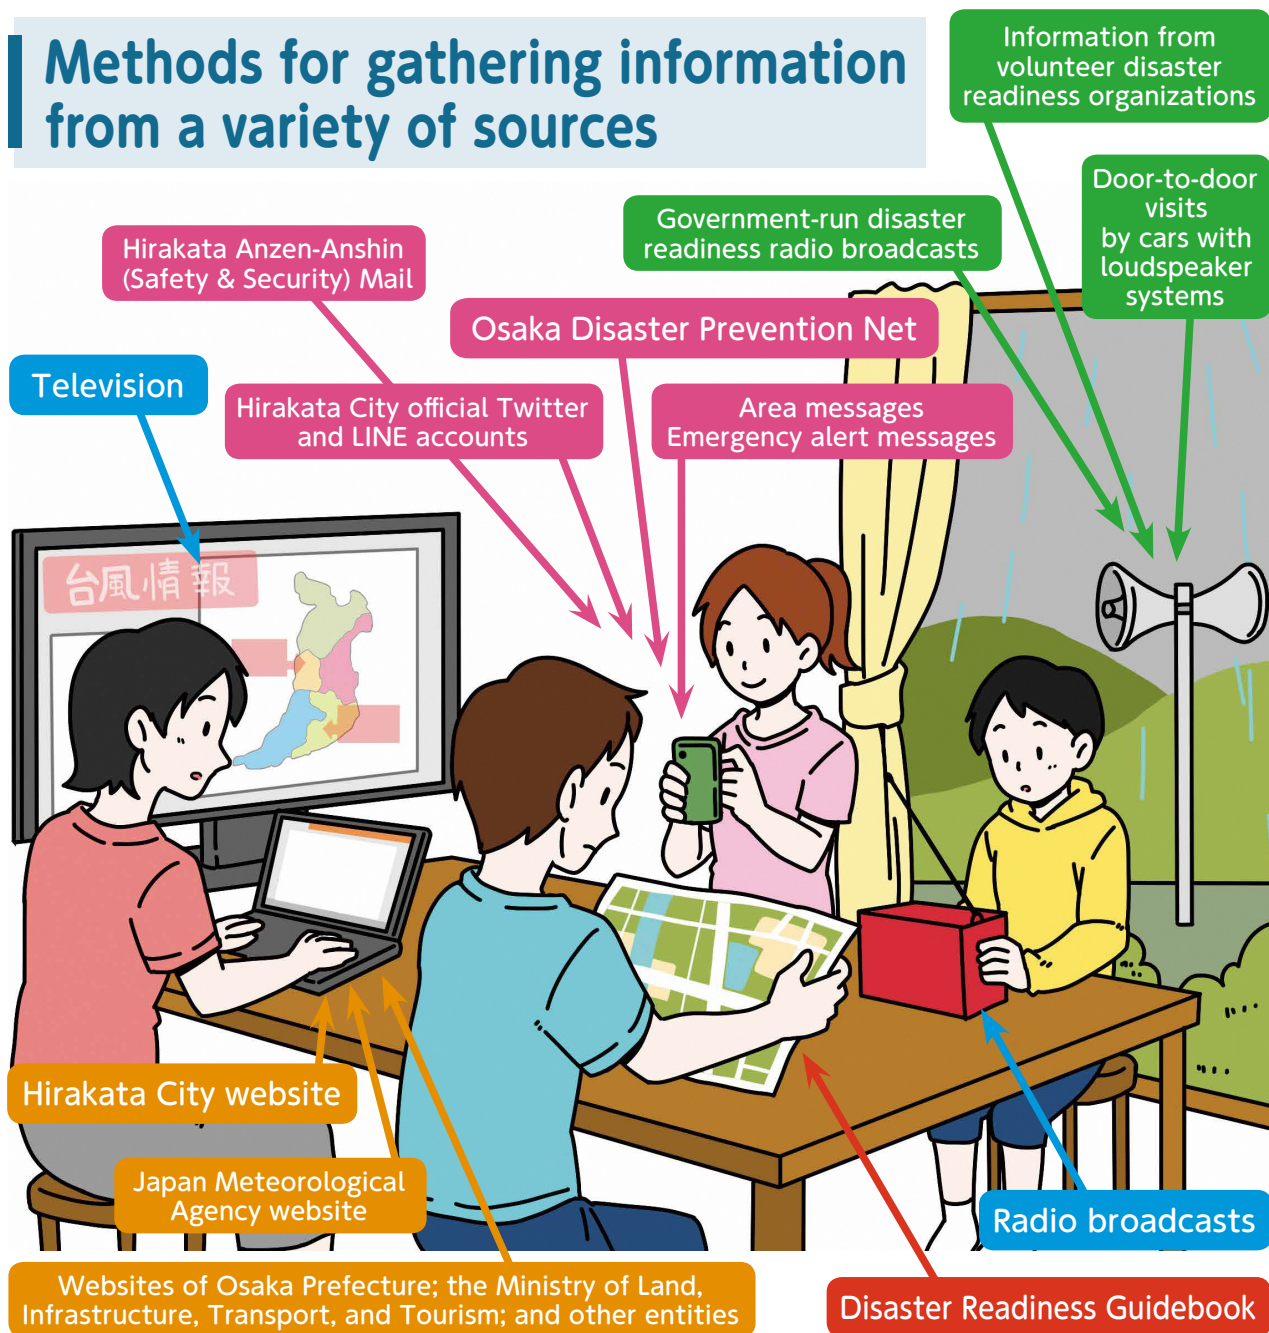 Methods for gathering information
from a variety of sources
Information from
volunteer disaster
readiness organizations
Door-to-door
visits
by cars with
loudspeaker
systems
Government-run disaster
readiness radio broadcasts
Hirakata Anzen-Anshin
(Safety & Security) Mail
Osaka Disaster Prevention Net
Television
Hirakata City official Twitter
and LINE accounts
Area messages
Emergency alert messages
台風情報
Hirakata City website
Japan Meteorological
Agency website
Radio broadcasts
Websites of Osaka Prefecture; the Ministry of Land,
Infrastructure, Transport, and Tourism; and other entities
Disaster Readiness Guidebook